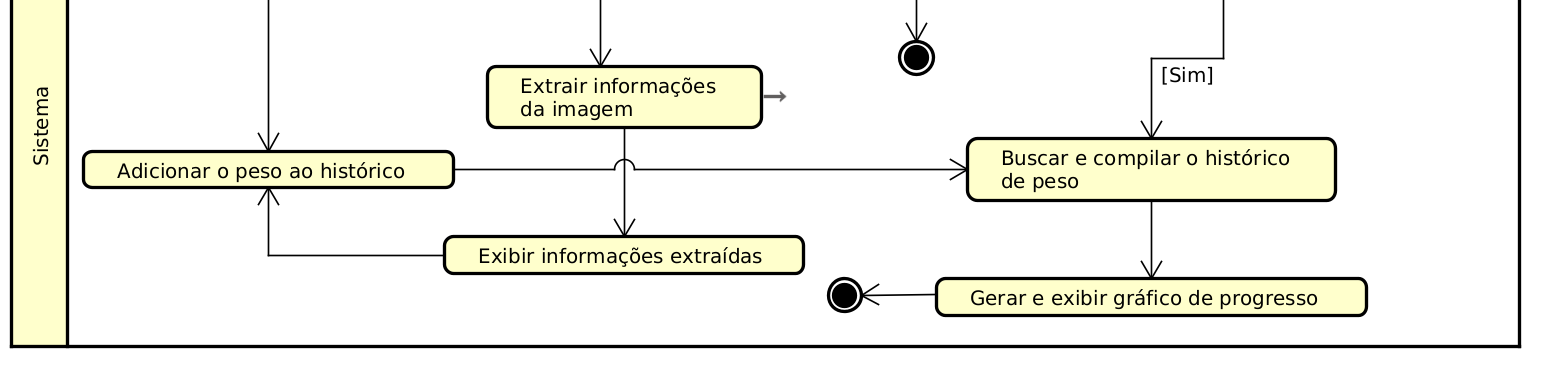 Sistema
[Sim]
Extrair informações
da imagem
Adicionar o peso ao histórico
Buscar e compilar o histórico
de peso
Exibir informações extraídas
Gerar e exibir gráfico de progresso